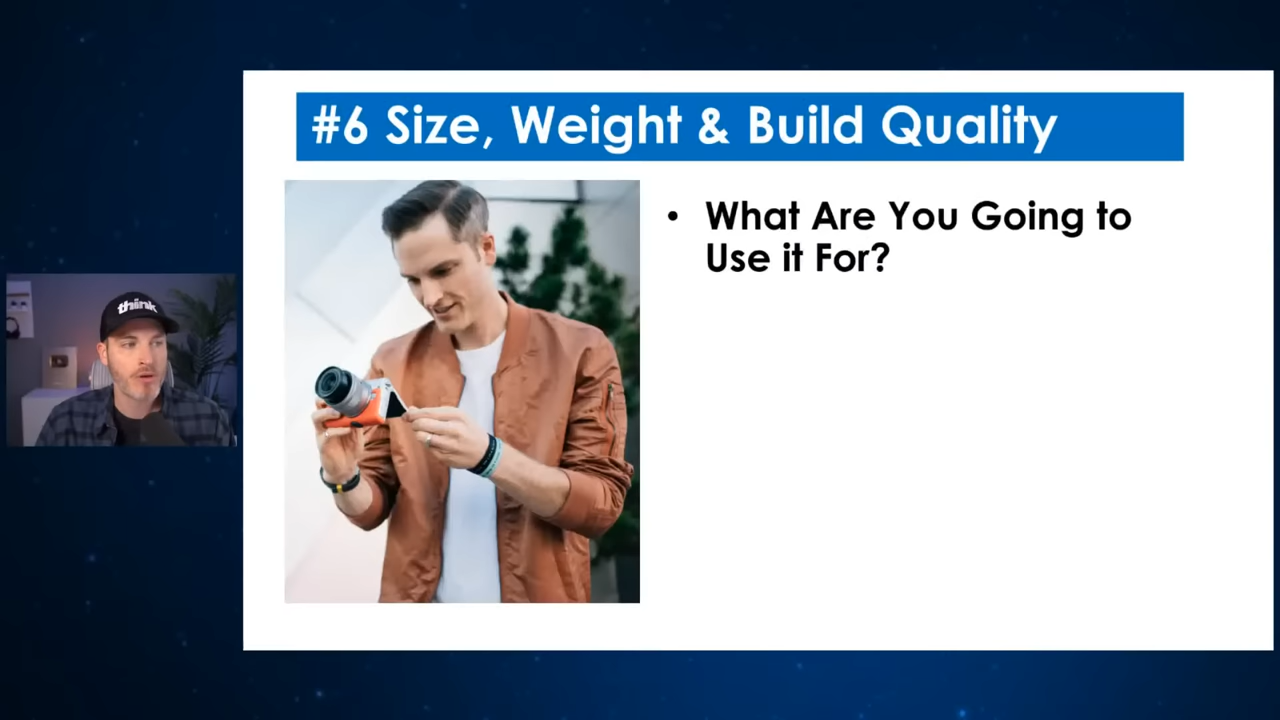 #6 Size, Weight & Build Quality
• What Are You Going to
Use it For?
think